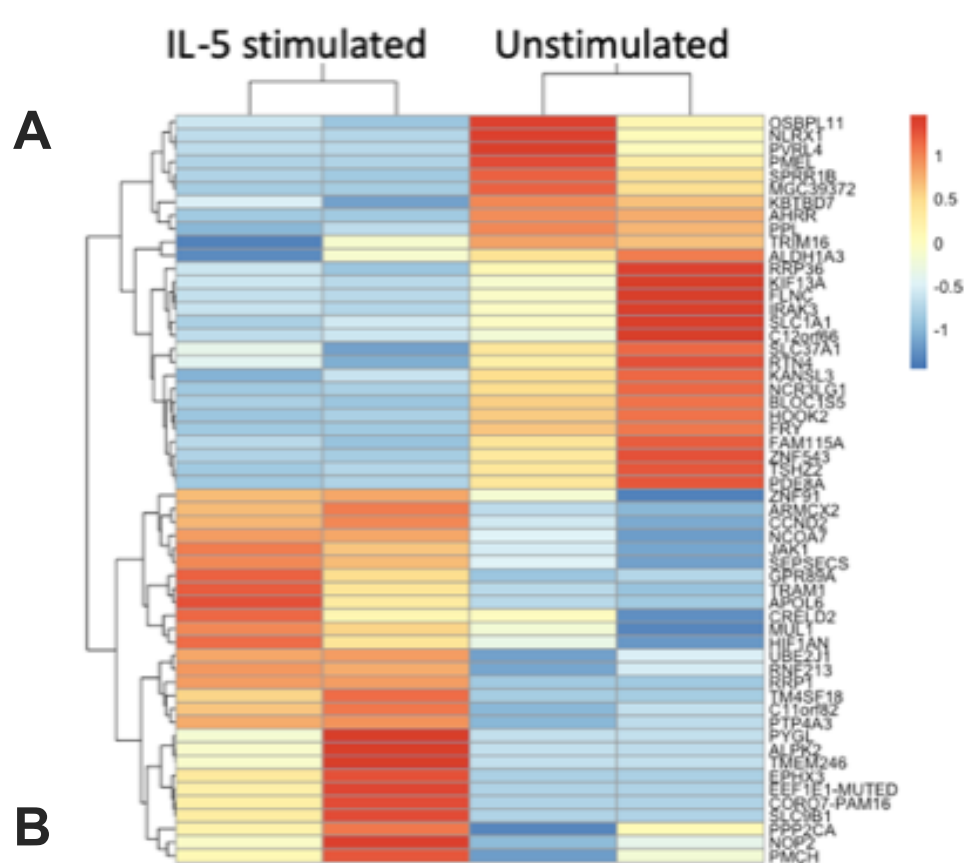 IL-5 stimulated Unstimulated
A
OSBPL11
NLRX1
PVRL4
PMEL
SPRR1B
MGC39372
KBTBD7
AHRR
PPL
TRIM16
ALDH1A3
RRP36
KIF13A
FLNC
IRAK3
SLC1A1
C12orf66
SLC37A1
RTN4
KANSL3
NCR3LG1
BLOC1S5
HOOK2
FRY
FAM115A
ZNF543
TSHZ2
PDE8A
ZNF91
ARMCX2
CCND2
NCOA7
JAK1
SEPSECS
GPR89A
TRAM1
APOL6
CRELD2
MUL1
HIF1AN
UBE2J1
RNF213
RRP1
TM4SF18
C11orf82
PTP4A3
PYGL
ALPK2
TMEM246
EPHX3
EEF1E1-MUTED
CORO7-PAM16
SLC9B1
PPP2CA
NOP2
PMCH
B
1
0.5
0
-0.5
-1